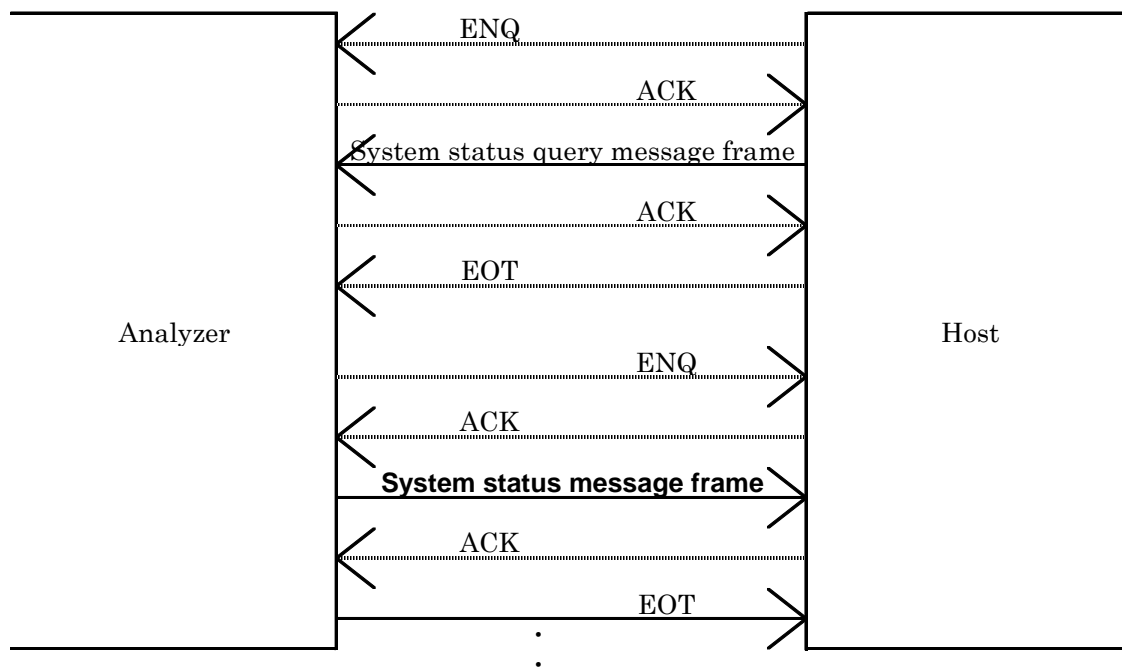 ENQ
ACK
System status query message frame
ACK
EOT
Analyzer
Host
ENQ
ACK
System status message frame
ACK
EOT